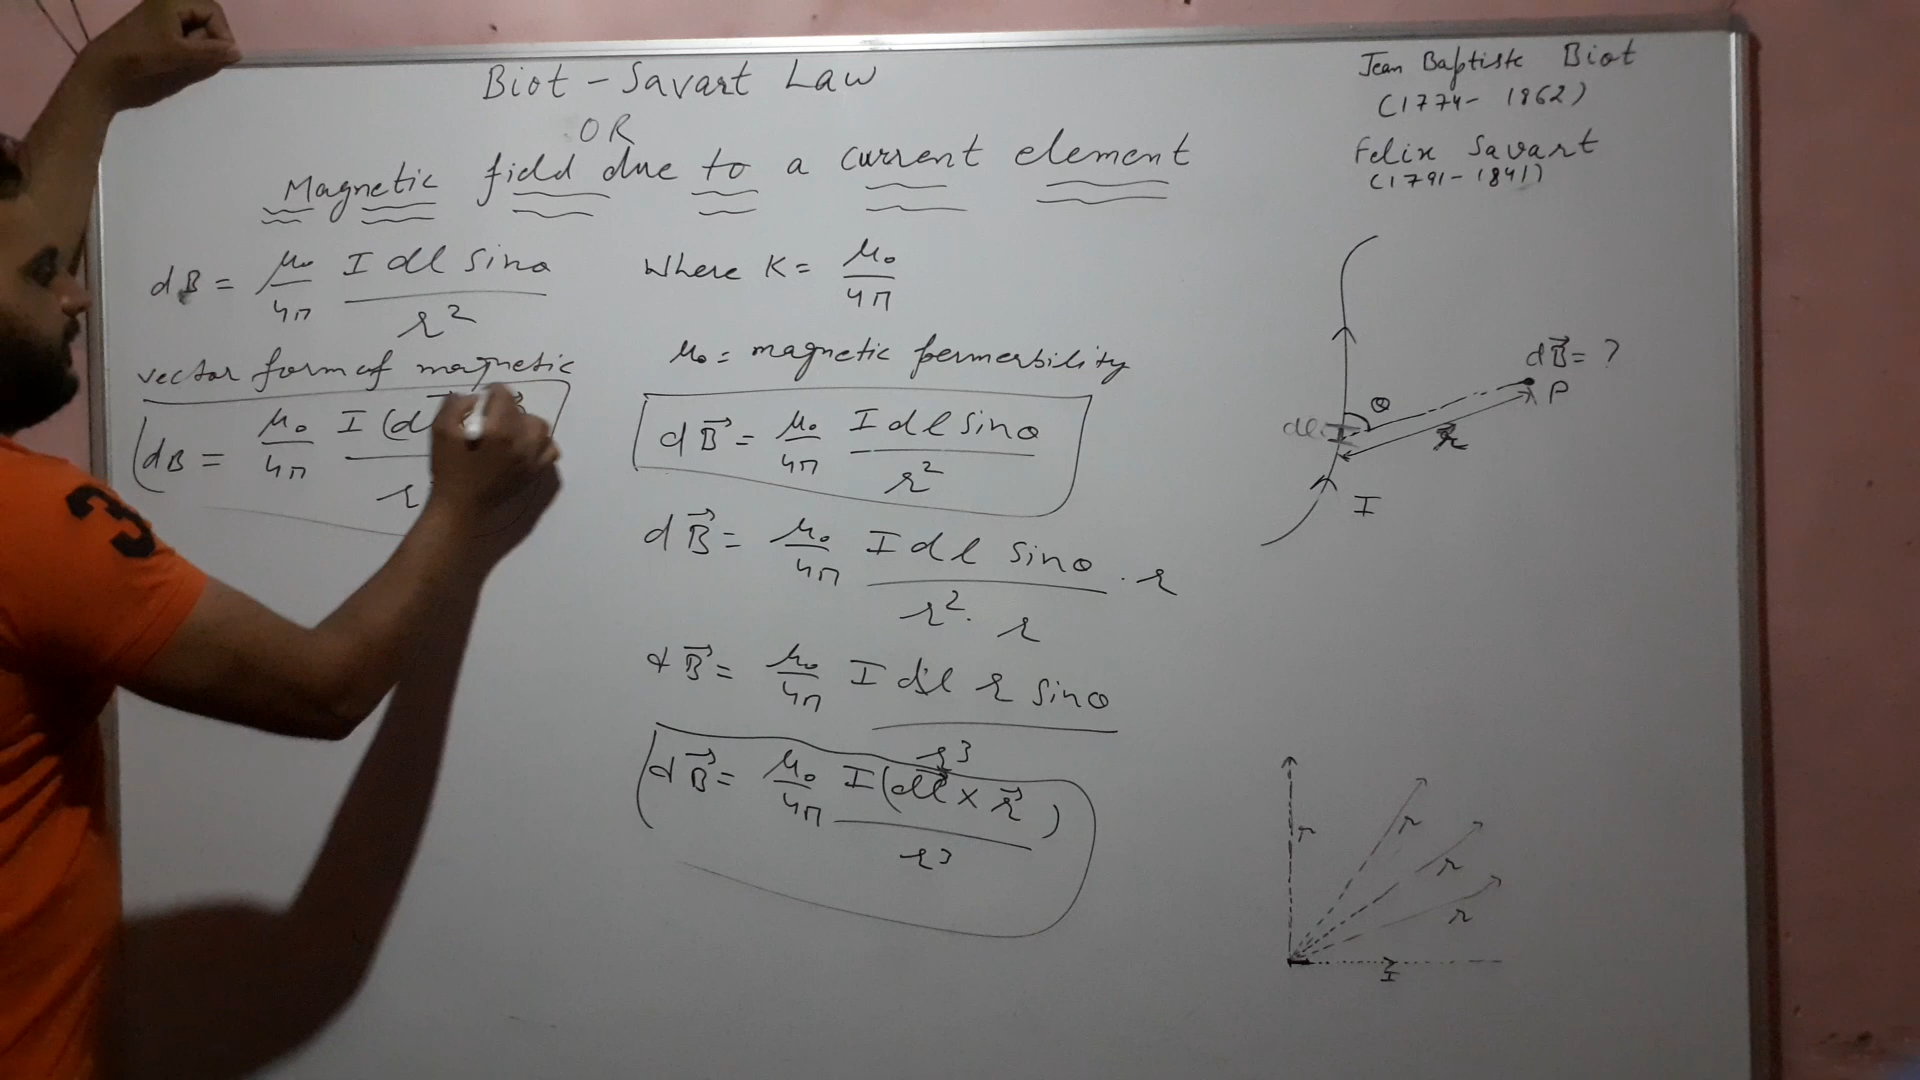 Biot - Savart Law
OR
Magnetic field due to a current element
dB = μ₀/4π I dl sinθ / r²
vector form of magnetic
dB = μ₀/4π I (d
r
Where K = μ₀/4π
μ₀ = magnetic permerbility
dB⃗ = μ₀/4π I dl sinθ / r²
dB⃗ = μ₀/4π I dl sinθ / r² . r . r
dB⃗ = μ₀/4π I dl r sinθ / r³
dB⃗ = μ₀/4π I (dl⃗ × r⃗) / r³
Jean Baptiste Biot
(1774- 1862)
Felix Savart
(1791-1841)
dB⃗ = ?
P
θ
dl
r
I
r
r
r
r
I
3